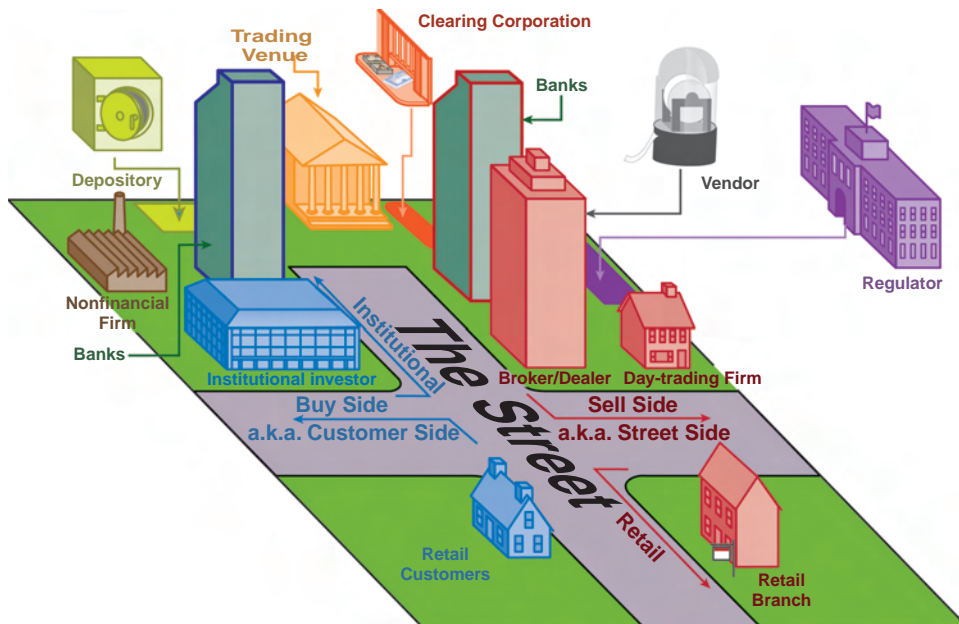 Clearing Corporation
Trading
Venue
Banks
Depository
Vendor
Regulator
Nonfinancial
Firm
Banks
Institutional investor
Institutional
The Street
Broker/Dealer
Day-trading Firm
Buy Side
a.k.a. Customer Side
Sell Side
a.k.a. Street Side
Retail
Retail
Customers
Retail
Branch